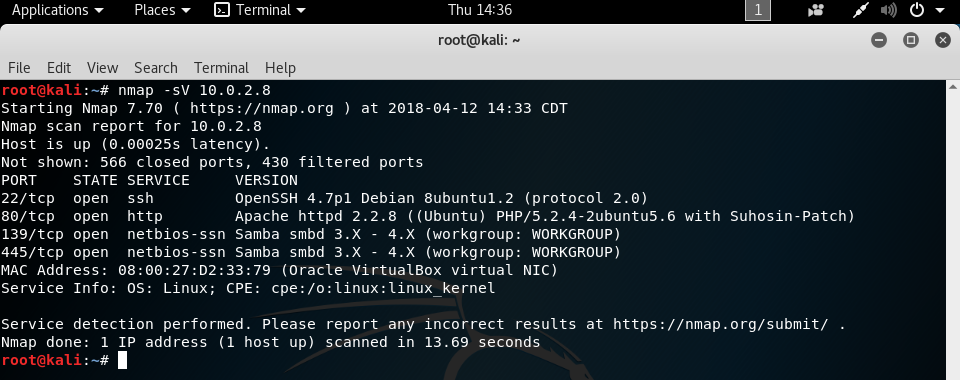 Applications Places Terminal Thu 14:36 1
root@kali: ~
File Edit View Search Terminal Help
root@kali:~# nmap -sV 10.0.2.8
Starting Nmap 7.70 ( https://nmap.org ) at 2018-04-12 14:33 CDT
Nmap scan report for 10.0.2.8
Host is up (0.00025s latency).
Not shown: 566 closed ports, 430 filtered ports
PORT    STATE SERVICE     VERSION
22/tcp  open  ssh         OpenSSH 4.7p1 Debian 8ubuntu1.2 (protocol 2.0)
80/tcp  open  http        Apache httpd 2.2.8 ((Ubuntu) PHP/5.2.4-2ubuntu5.6 with Suhosin-Patch)
139/tcp open  netbios-ssn Samba smbd 3.X - 4.X (workgroup: WORKGROUP)
445/tcp open  netbios-ssn Samba smbd 3.X - 4.X (workgroup: WORKGROUP)
MAC Address: 08:00:27:D2:33:79 (Oracle VirtualBox virtual NIC)
Service Info: OS: Linux; CPE: cpe:/o:linux:linux_kernel
Service detection performed. Please report any incorrect results at https://nmap.org/submit/ .
Nmap done: 1 IP address (1 host up) scanned in 13.69 seconds
root@kali:~#